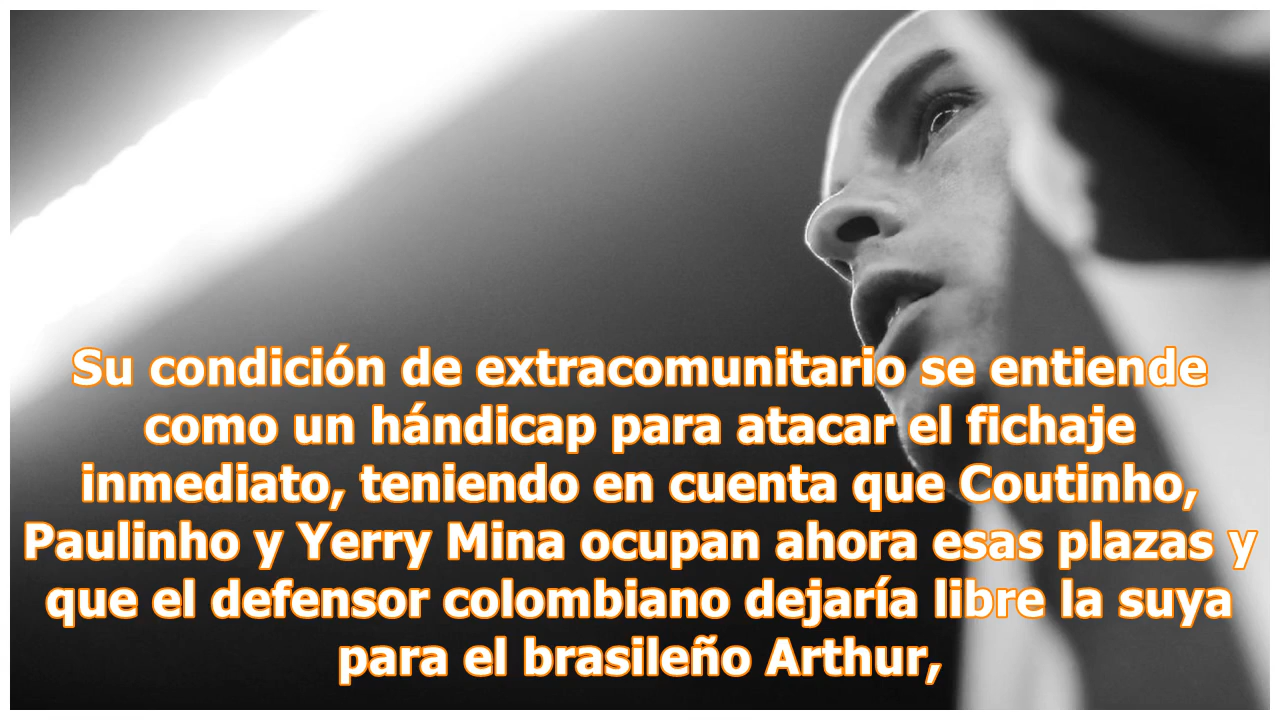 Su condición de extracomunitario se entiende
como un hándicap para atacar el fichaje
inmediato, teniendo en cuenta que Coutinho,
Paulinho y Yerry Mina ocupan ahora esas plazas y
que el defensor colombiano dejaría libre la suya
para el brasileño Arthur,